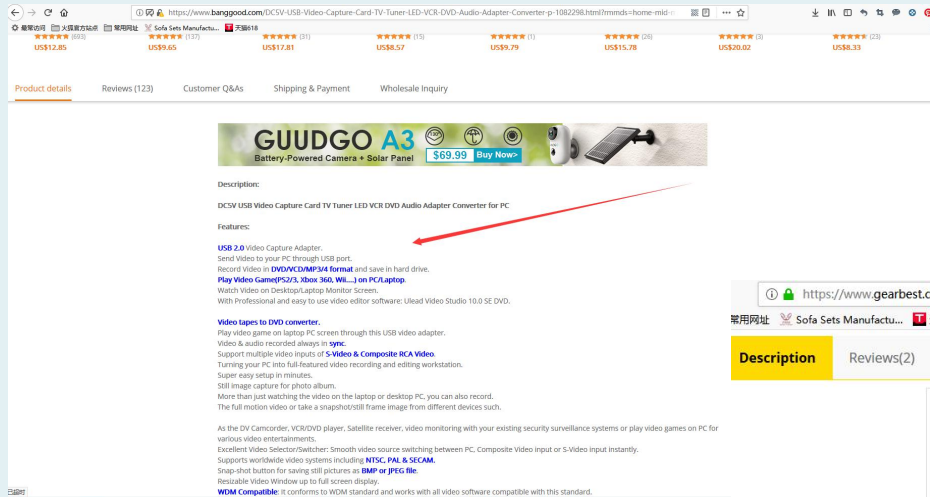 https://www.banggood.com/DC5V-USB-Video-Capture-Card-TV-Tuner-LED-VCR-DVD-Audio-Adapter-Converter-p-1082298.html?rmmds=home-mid-r
最常访问 火狐官方站点 常用网址 Sofa Sets Manufactu... 天猫618
(693) (137) (31) (15) (1) (26) (3) (23)
US$12.85 US$9.65 US$17.81 US$8.57 US$9.79 US$15.78 US$20.02 US$8.33
Product details Reviews (123) Customer Q&As Shipping & Payment Wholesale Inquiry
GUUDGO A3
Battery-Powered Camera + Solar Panel $69.99 Buy Now>
Description:
DC5V USB Video Capture Card TV Tuner LED VCR DVD Audio Adapter Converter for PC
Features:
USB 2.0 Video Capture Adapter.
Send Video to your PC through USB port.
Record Video in DVD/VCD/MP3/4 format and save in hard drive.
Play Video Game(PS2/3, Xbox 360, Wii....) on PC/Laptop.
Watch Video on Desktop/Laptop Monitor Screen.
With Professional and easy to use video editor software: Ulead Video Studio 10.0 SE DVD.
https://www.gearbest.c
常用网址 Sofa Sets Manufactu...
Description Reviews(2)
Video tapes to DVD converter.
Play video game on laptop PC screen through this USB video adapter.
Video & audio recorded always in sync.
Support multiple video inputs of S-Video & Composite RCA Video.
Turning your PC into full-featured video recording and editing workstation.
Super easy setup in minutes.
Still image capture for photo album.
More than just watching the video on the laptop or desktop PC, you can also record.
The full motion video or take a snapshot/still frame image from different devices such.
As the DV Camcorder, VCR/DVD player, Satellite receiver, video monitoring with your existing security surveillance systems or play video games on PC for
various video entertainments.
Excellent Video Selector/Switcher: Smooth video source switching between PC, Composite Video input or S-Video input instantly.
Supports worldwide video systems including NTSC, PAL & SECAM.
Snap-shot button for saving still pictures as BMP or JPEG file.
Resizable Video Window up to full screen display.
WDM Compatible: It conforms to WDM standard and works with all video software compatible with this standard.
已超时